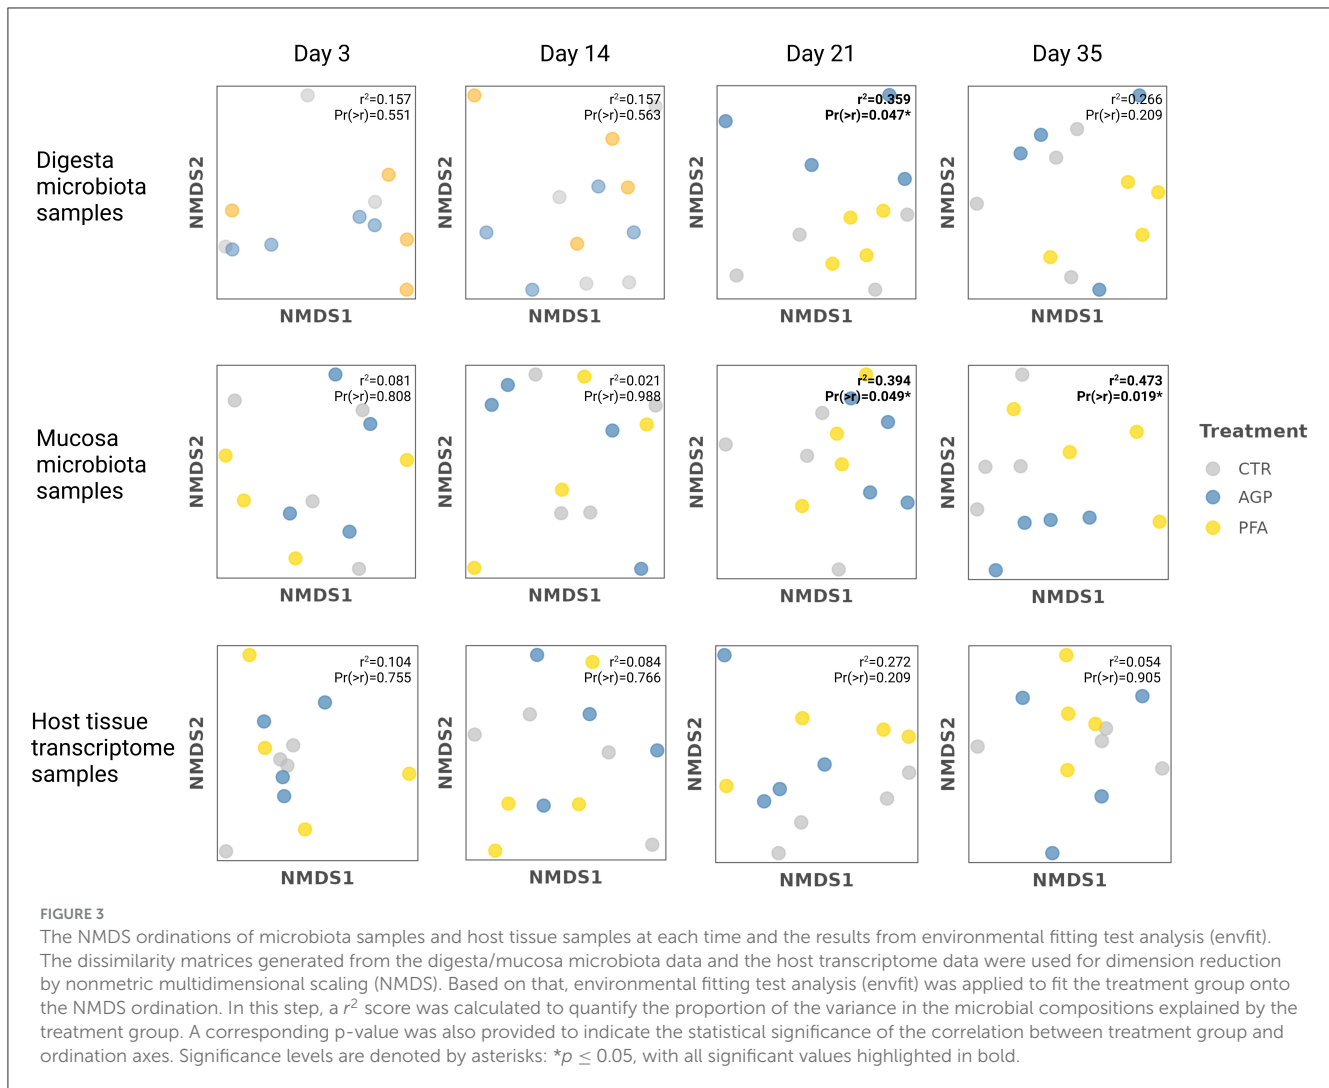 Day 3
Day 14
Day 21
Day 35
Digesta
microbiota
samples
r²=0.157
Pr(>r)=0.551
NMDS2
NMDS1
r²=0.157
Pr(>r)=0.563
NMDS2
NMDS1
r²=0.359
Pr(>r)=0.047*
NMDS2
NMDS1
r²=0.266
Pr(>r)=0.209
NMDS2
NMDS1
Mucosa
microbiota
samples
r²=0.081
Pr(>r)=0.808
NMDS2
NMDS1
r²=0.021
Pr(>r)=0.988
NMDS2
NMDS1
r²=0.394
Pr(>r)=0.049*
NMDS2
NMDS1
r²=0.473
Pr(>r)=0.019*
NMDS2
NMDS1
Treatment
CTR
AGP
PFA
Host tissue
transcriptome
samples
r²=0.104
Pr(>r)=0.755
NMDS2
NMDS1
r²=0.084
Pr(>r)=0.766
NMDS2
NMDS1
r²=0.272
Pr(>r)=0.209
NMDS2
NMDS1
r²=0.054
Pr(>r)=0.905
NMDS2
NMDS1
FIGURE 3
The NMDS ordinations of microbiota samples and host tissue samples at each time and the results from environmental fitting test analysis (envfit).
The dissimilarity matrices generated from the digesta/mucosa microbiota data and the host transcriptome data were used for dimension reduction
by nonmetric multidimensional scaling (NMDS). Based on that, environmental fitting test analysis (envfit) was applied to fit the treatment group onto
the NMDS ordination. In this step, a r² score was calculated to quantify the proportion of the variance in the microbial compositions explained by the
treatment group. A corresponding p-value was also provided to indicate the statistical significance of the correlation between treatment group and
ordination axes. Significance levels are denoted by asterisks: *p ≤ 0.05, with all significant values highlighted in bold.